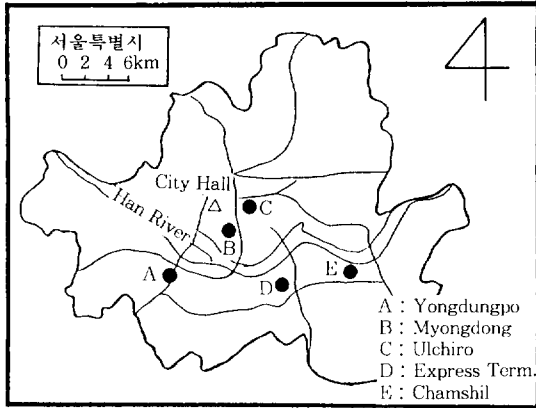 서울특별시
0 2 4 6km
City Hall
Han River
C
B
A
D
E
A : Yongdungpo
B : Myongdong
C : Ulchiro
D : Express Term.
E : Chamshil